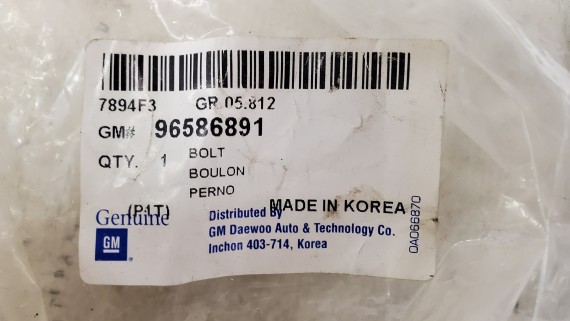 7894F3 GR 05.812
GM# 96586891
QTY. 1 BOLT
BOULON
PERNO
(P1T) MADE IN KOREA
Genuine
GM
Distributed By
GM Daewoo Auto & Technology Co.
Inchon 403-714, Korea
OA066870